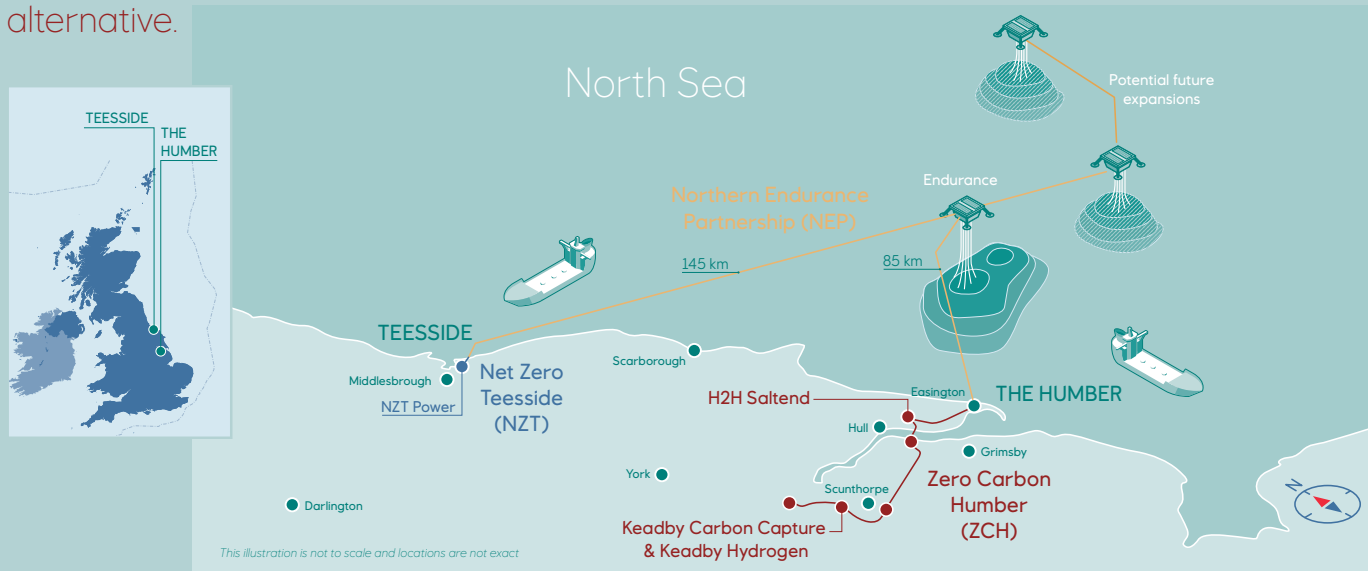 alternative.
TEESSIDE
THE
HUMBER
North Sea
Potential future
expansions
Endurance
Northern Endurance
Partnership (NEP)
145 km
85 km
TEESSIDE
Scarborough
Middlesbrough
Net Zero
Teesside
(NZT)
NZT Power
H2H Saltend
Easington
THE HUMBER
Hull
Grimsby
York
Scunthorpe
Zero Carbon
Humber
(ZCH)
Darlington
Keadby Carbon Capture
& Keadby Hydrogen
N
This illustration is not to scale and locations are not exact